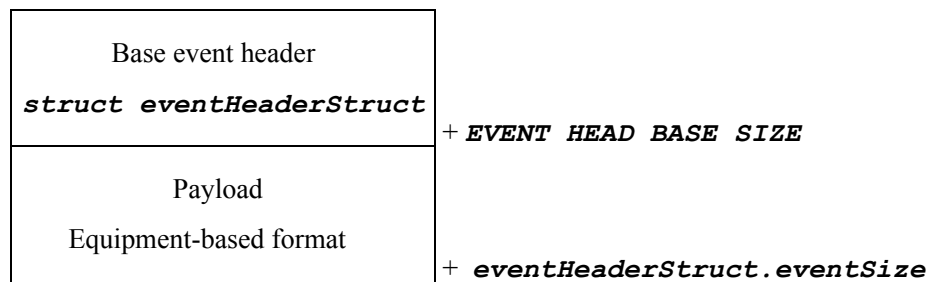 Base event header
struct eventHeaderStruct
+ EVENT HEAD BASE SIZE
Payload
Equipment-based format
+ eventHeaderStruct.eventSize